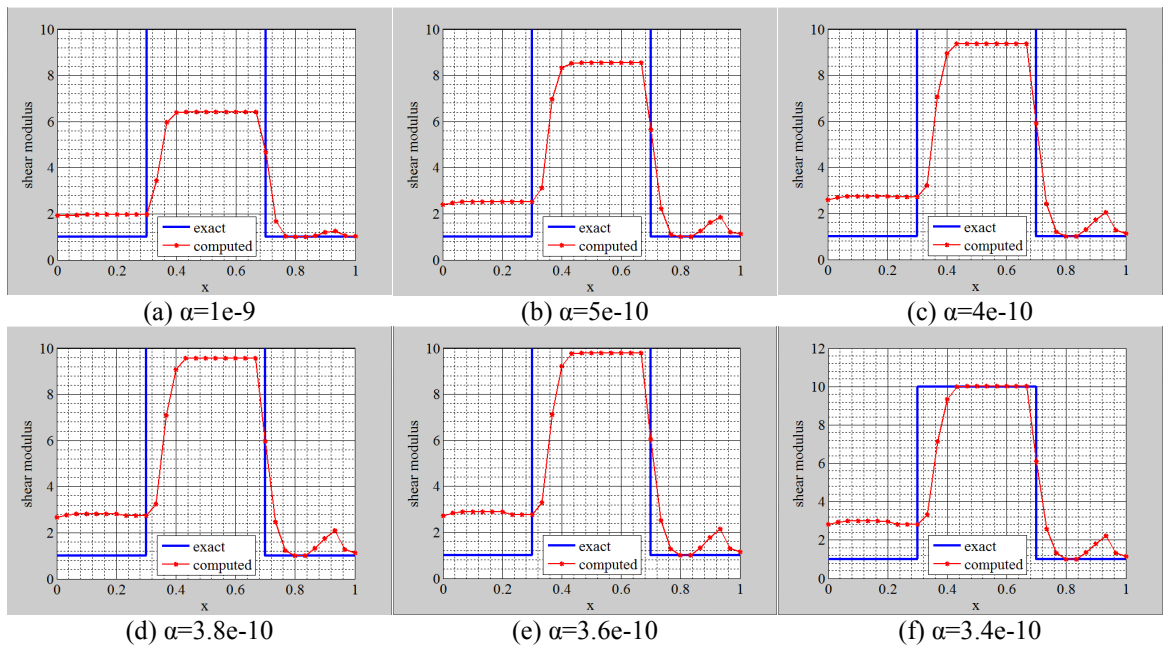 10
8
6
4
2
0
shear modulus
exact
computed
0 0.2 0.4 0.6 0.8 1
x
(a) α=1e-9
10
8
6
4
2
0
shear modulus
exact
computed
0 0.2 0.4 0.6 0.8 1
x
(b) α=5e-10
10
8
6
4
2
0
shear modulus
exact
computed
0 0.2 0.4 0.6 0.8 1
x
(c) α=4e-10
10
8
6
4
2
0
shear modulus
exact
computed
0 0.2 0.4 0.6 0.8 1
x
(d) α=3.8e-10
10
8
6
4
2
0
shear modulus
exact
computed
0 0.2 0.4 0.6 0.8 1
x
(e) α=3.6e-10
12
10
8
6
4
2
0
shear modulus
exact
computed
0 0.2 0.4 0.6 0.8 1
x
(f) α=3.4e-10